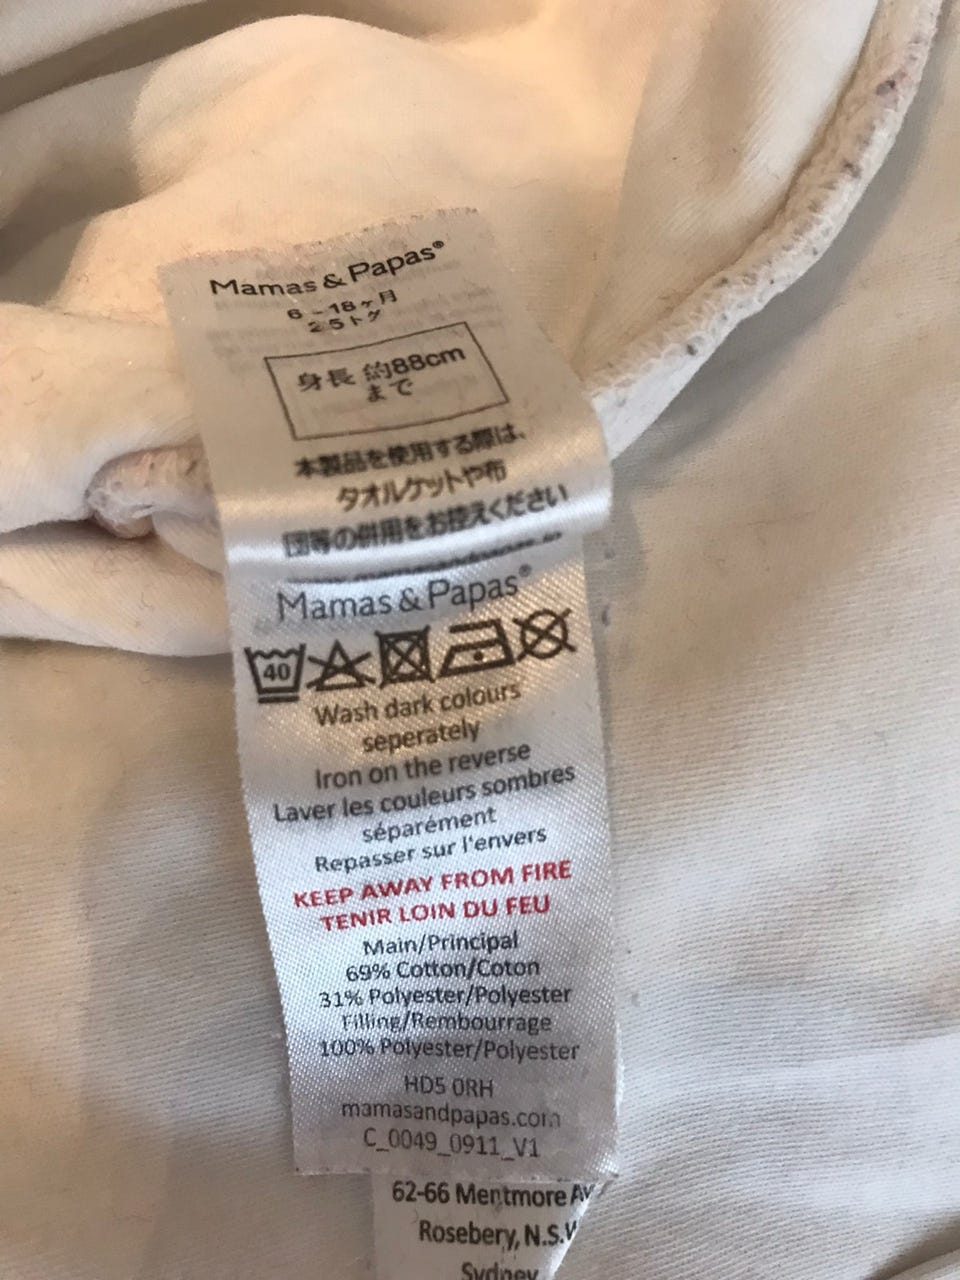 Mamas & Papas®
6-18ヶ月
2.5トグ
身長 約88cm
まで
本製品を使用する際は、
タオルケットや布
団等の併用をお控えください
Mamas & Papas®
40
Wash dark colours
seperately
Iron on the reverse
Laver les couleurs sombres
séparément
Repasser sur l'envers
KEEP AWAY FROM FIRE
TENIR LOIN DU FEU
Main/Principal
69% Cotton/Coton
31% Polyester/Polyester
Filling/Rembourrage
100% Polyester/Polyester
HD5 0RH
mamasandpapas.com
C_0049_0911_V1
62-66 Mentmore Av
Rosebery, N.S.W
Sydney